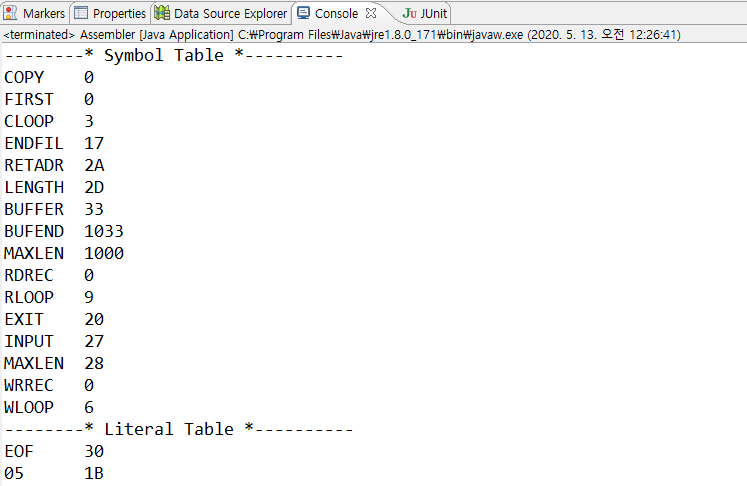 Markers Properties Data Source Explorer Console JUnit
<terminated> Assembler [Java Application] C:₩Program Files₩Java₩jre1.8.0_171₩bin₩javaw.exe (2020. 5. 13. 오전 12:26:41)
--------* Symbol Table *----------
COPY 0
FIRST 0
CLOOP 3
ENDFIL 17
RETADR 2A
LENGTH 2D
BUFFER 33
BUFEND 1033
MAXLEN 1000
RDREC 0
RLOOP 9
EXIT 20
INPUT 27
MAXLEN 28
WRREC 0
WLOOP 6
--------* Literal Table *----------
EOF 30
05 1B